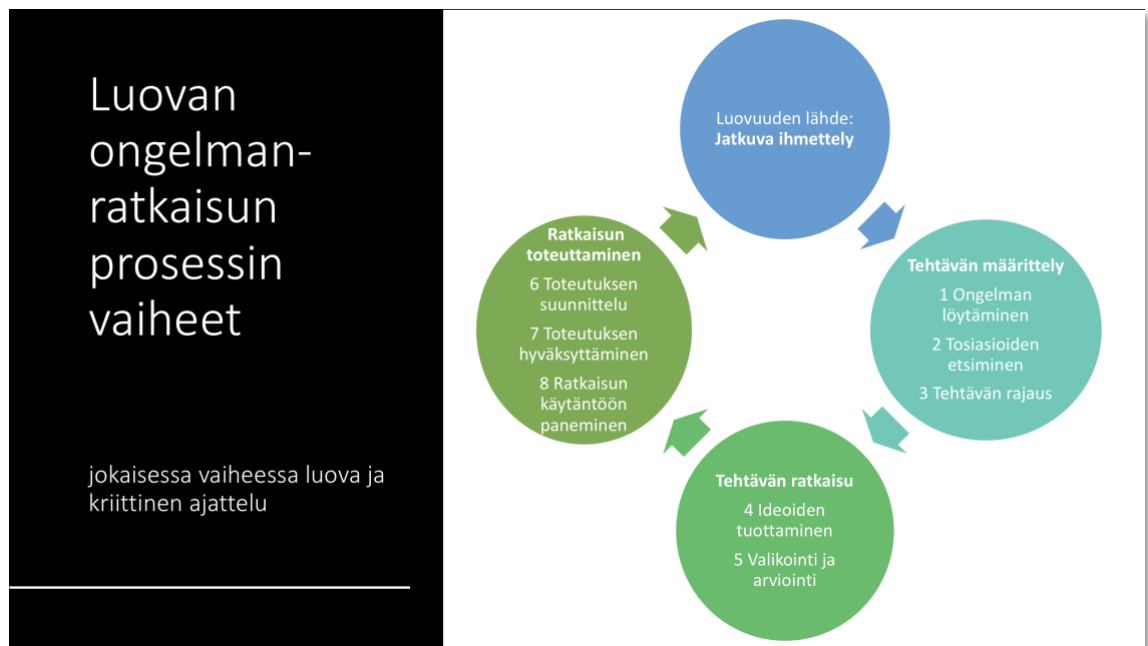 Luovan
ongelman-
ratkaisun
prosessin
vaiheet
jokaisessa vaiheessa luova ja
kriittinen ajattelu
Luovuuden lähde:
Jatkuva ihmettely
Tehtävän määrittely
1 Ongelman
löytäminen
2 Tosiasioiden
etsiminen
3 Tehtävän rajaus
Tehtävän ratkaisu
4 Ideoiden
tuottaminen
5 Valikointi ja
arviointi
Ratkaisun
toteuttaminen
6 Toteutuksen
suunnittelu
7 Toteutuksen
hyväksyttäminen
8 Ratkaisun
käytäntöön
paneminen